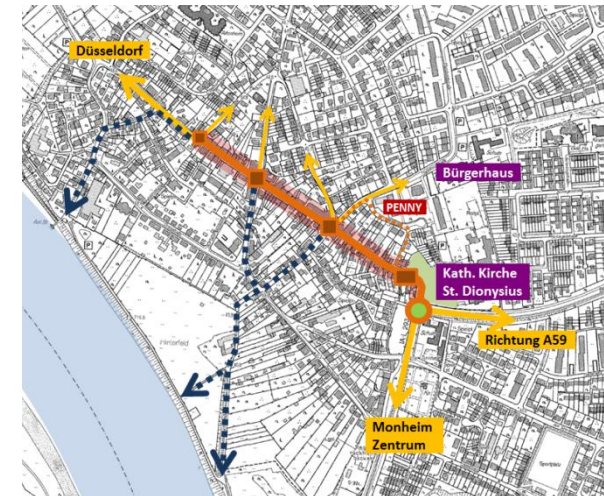 Düsseldorf
Bürgerhaus
PENNY
Kath. Kirche
St. Dionysius
Richtung A59
Monheim
Zentrum